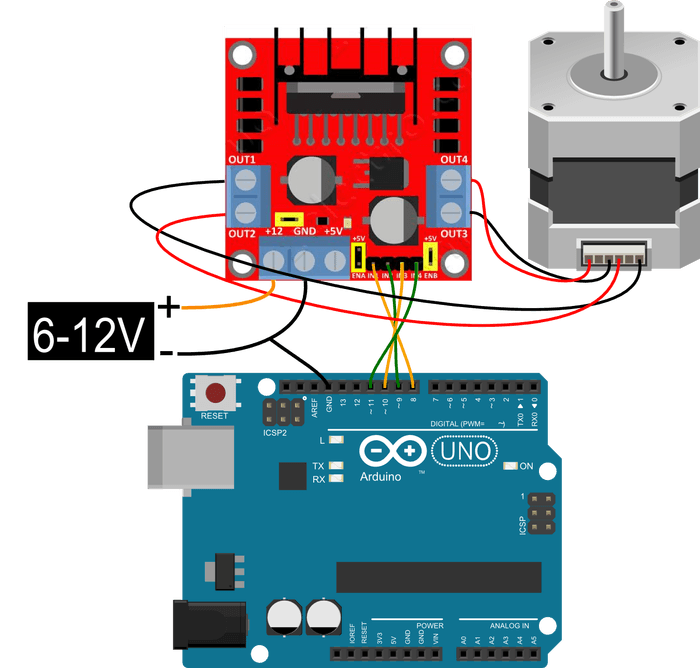 OUT1
OUT4
OUT2
OUT3
+12 GND +5V
+5V
+5V
ENA IN1 IN2 IN3 IN4 ENB
+
6-12V
-
RESET
AREF
GND
13
12
~11
~10
~9
8
7
~6
~5
4
~3
2
TX0 ▶ 1
RX0 ◀ 0
ICSP2
DIGITAL (PWM=
L
TX
RX
UNO
Arduino
™
ON
1
ICSP
POWER
ANALOG IN
IOREF
RESET
3V3
5V
GND
GND
VIN
A0
A1
A2
A3
A4
A5